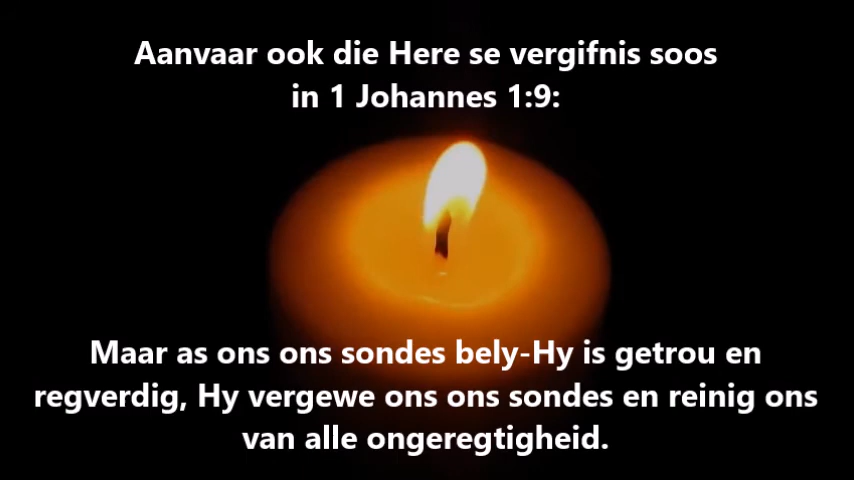 Aanvaar ook die Here se vergifnis soos
in 1 Johannes 1:9:
Maar as ons ons sondes bely-Hy is getrou en
regverdig, Hy vergewe ons ons sondes en reinig ons
van alle ongeregtigheid.